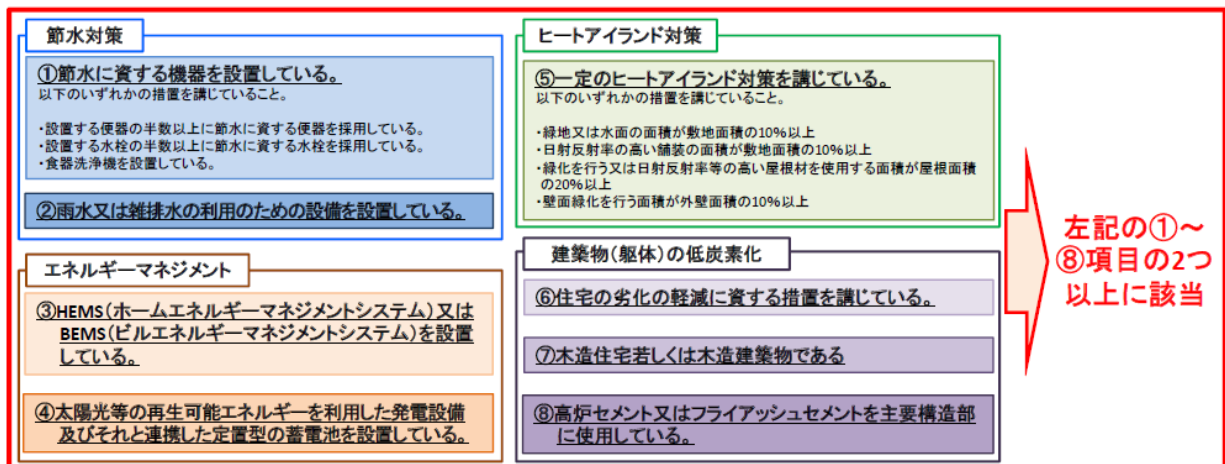 節水対策
①節水に資する機器を設置している。
以下のいずれかの措置を講じていること。
・設置する便器の半数以上に節水に資する便器を採用している。
・設置する水栓の半数以上に節水に資する水栓を採用している。
・食器洗浄機を設置している。
②雨水又は雑排水の利用のための設備を設置している。
ヒートアイランド対策
⑤一定のヒートアイランド対策を講じている。
以下のいずれかの措置を講じていること。
・緑地又は水面の面積が敷地面積の10%以上
・日射反射率の高い舗装の面積が敷地面積の10%以上
・緑化を行う又は日射反射率等の高い屋根材を使用する面積が屋根面積
の20%以上
・壁面緑化を行う面積が外壁面積の10%以上
エネルギーマネジメント
③HEMS(ホームエネルギーマネジメントシステム)又は
BEMS(ビルエネルギーマネジメントシステム)を設置
している。
④太陽光等の再生可能エネルギーを利用した発電設備
及びそれと連携した定置型の蓄電池を設置している。
建築物(躯体)の低炭素化
⑥住宅の劣化の軽減に資する措置を講じている。
⑦木造住宅若しくは木造建築物である
⑧高炉セメント又はフライアッシュセメントを主要構造部
に使用している。
左記の①~
⑧項目の2つ
以上に該当